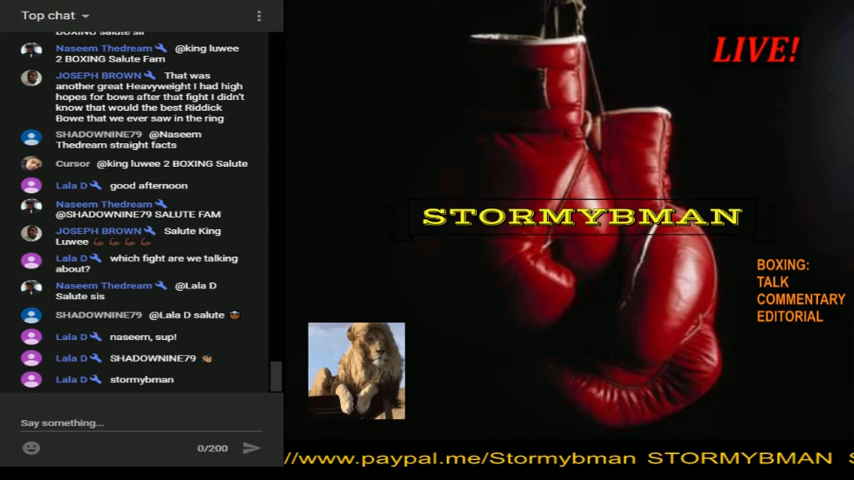 Top chat
BOXING salute sil
Naseem Thedream @king luwee
2 BOXING Salute Fam
JOSEPH BROWN That was
another great Heavyweight I had high
hopes for bows after that fight I didn't
know that would the best Riddick
Bowe that we ever saw in the ring
SHADOWNINE79 @Naseem
Thedream straight facts
Cursor @king luwee 2 BOXING Salute
Lala D good afternoon
Naseem Thedream
@SHADOWNINE79 SALUTE FAM
JOSEPH BROWN Salute King
Luwee
Lala D which fight are we talking
about?
Naseem Thedream @Lala D
Salute sis
SHADOWNINE79 @Lala D salute
Lala D naseem, sup!
Lala D SHADOWNINE79
Lala D stormybman
Say something...
0/200
LIVE!
STORMYBMAN
BOXING:
TALK
COMMENTARY
EDITORIAL
//www.paypal.me/Stormybman STORMYBMAN S